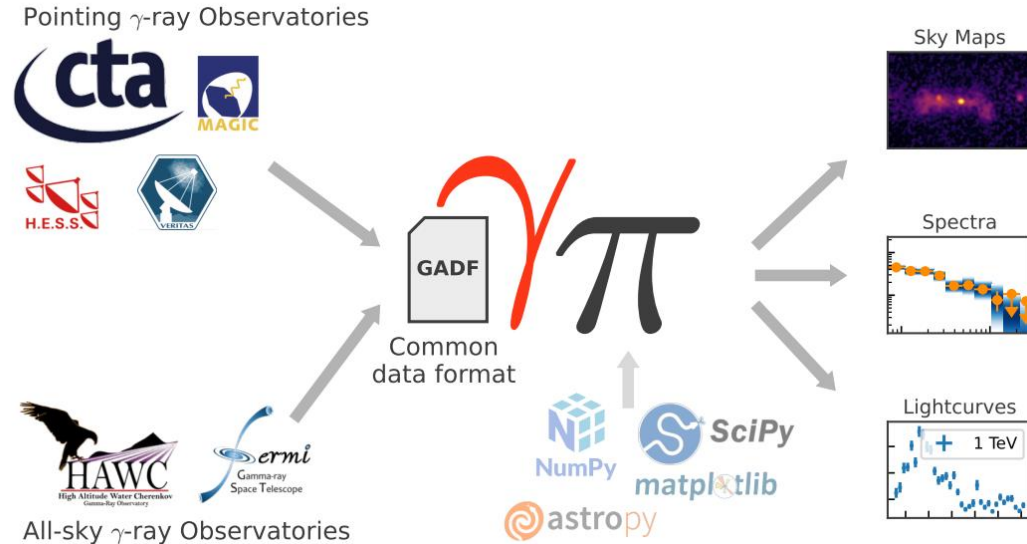 Pointing γ-ray Observatories
cta
MAGIC
H.E.S.S.
VERITAS
GADF
γπ
Common
data format
HAWC
High Altitude Water Cherenkov
Gamma-Ray Observatory
Fermi
Gamma-ray
Space Telescope
All-sky γ-ray Observatories
NumPy
SciPy
matplotlib
astropy
Sky Maps
Spectra
Lightcurves
1 TeV